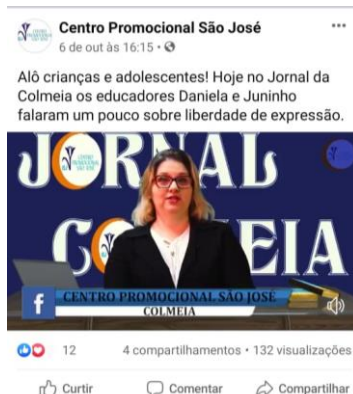 Centro Promocional São José
6 de out às 16:15 •
Alô crianças e adolescentes! Hoje no Jornal da
Colmeia os educadores Daniela e Juninho
falaram um pouco sobre liberdade de expressão.
JORNAL
COLMEIA
CENTRO PROMOCIONAL SÃO JOSÉ
COLMEIA
12
4 compartilhamentos • 132 visualizações
Curtir
Comentar
Compartilhar